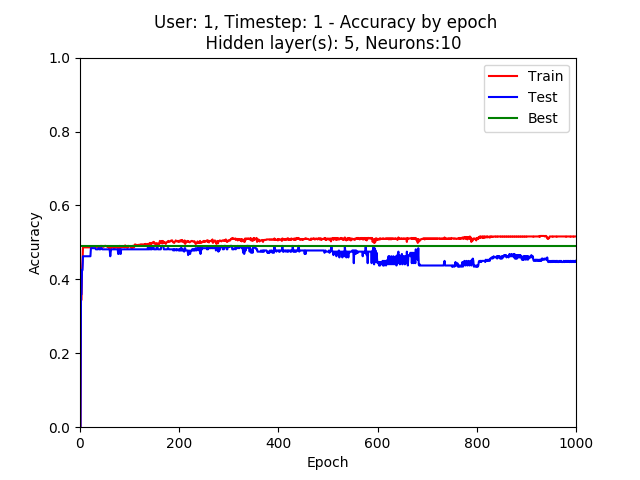 User: 1, Timestep: 1 - Accuracy by epoch
Hidden layer(s): 5, Neurons:10
Train
Test
Best
1.0
0.8
0.6
0.4
0.2
0.0
Accuracy
0 200 400 600 800 1000
Epoch